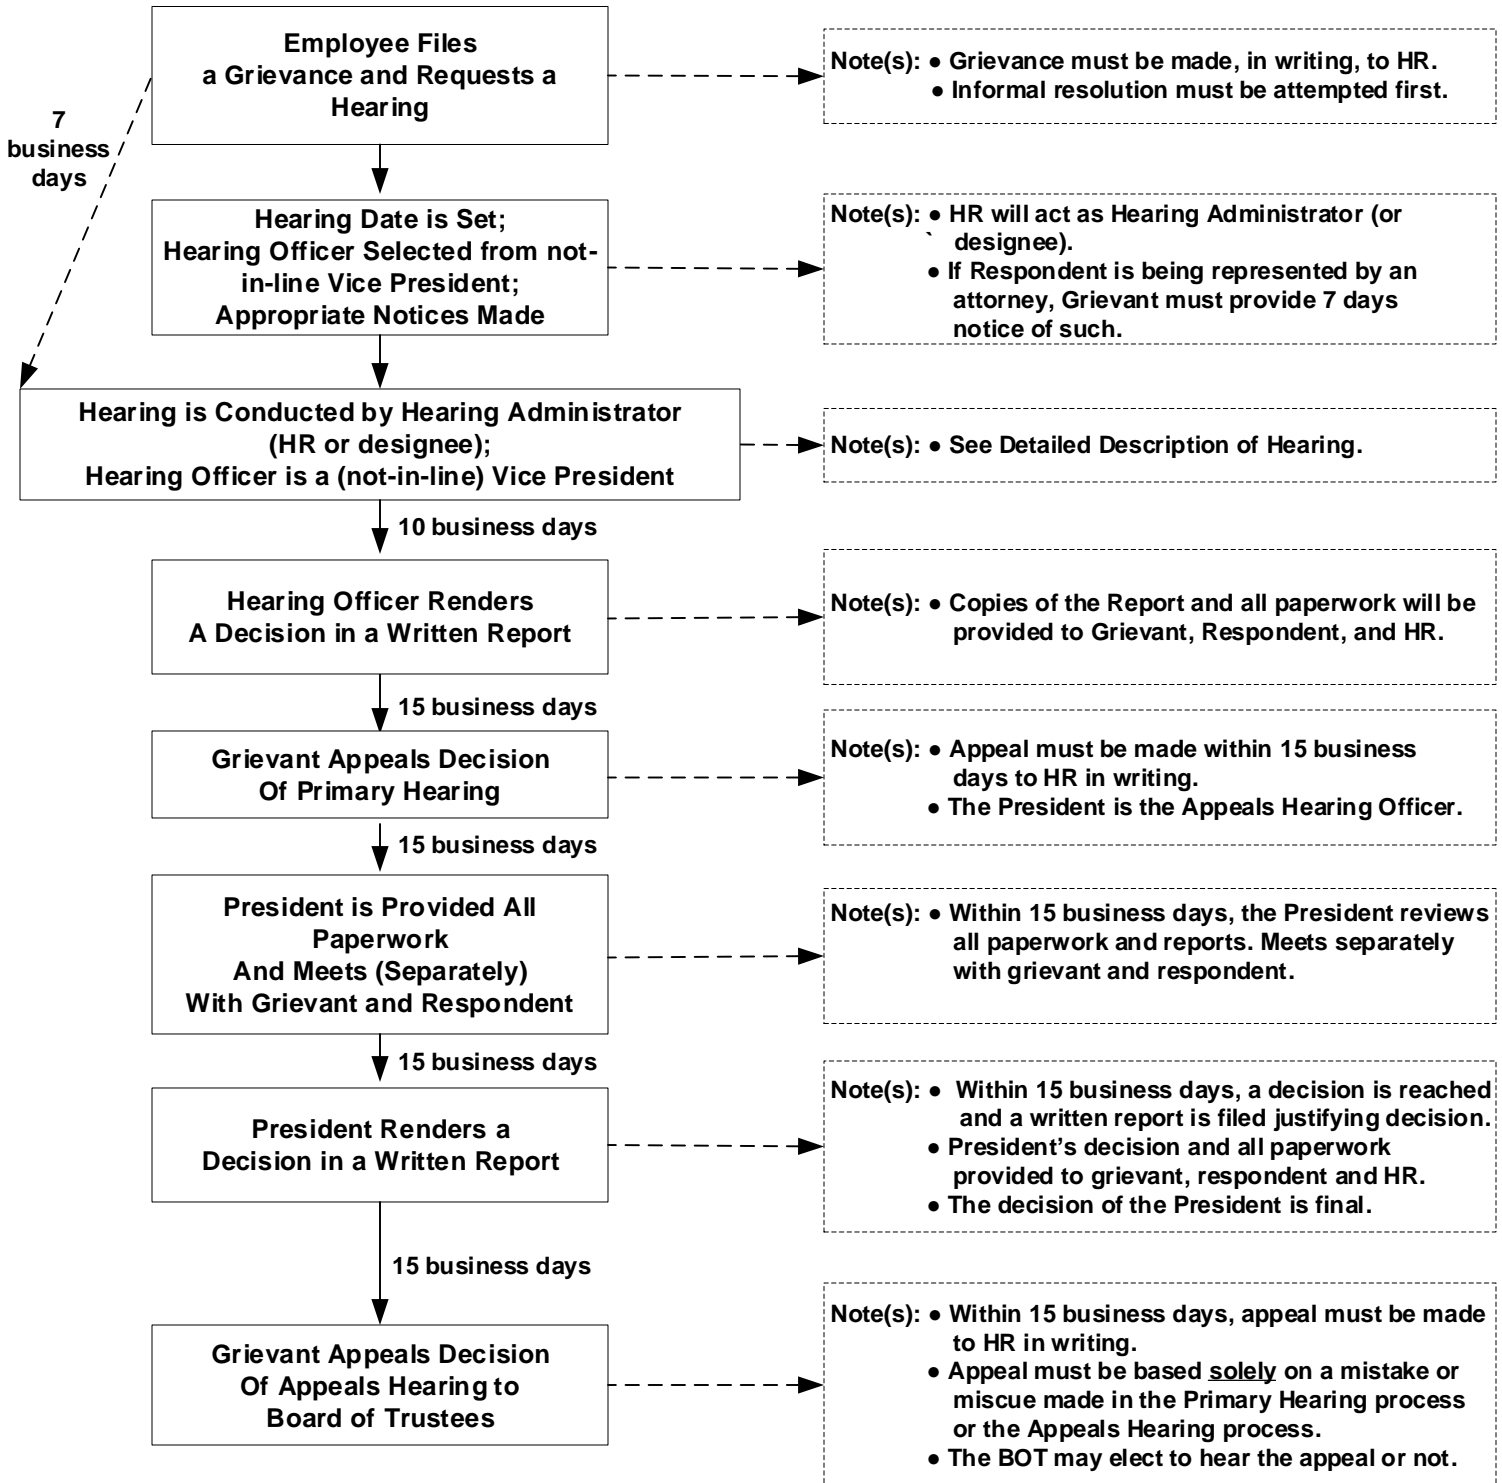 Employee Files
a Grievance and Requests a
Hearing
Note(s): ● Grievance must be made, in writing, to HR.
● Informal resolution must be attempted first.
7
business
days
Hearing Date is Set;
Hearing Officer Selected from not-
in-line Vice President;
Appropriate Notices Made
Note(s): ● HR will act as Hearing Administrator (or
` designee).
● If Respondent is being represented by an
attorney, Grievant must provide 7 days
notice of such.
Hearing is Conducted by Hearing Administrator
(HR or designee);
Hearing Officer is a (not-in-line) Vice President
Note(s): ● See Detailed Description of Hearing.
10 business days
Hearing Officer Renders
A Decision in a Written Report
Note(s): ● Copies of the Report and all paperwork will be
provided to Grievant, Respondent, and HR.
15 business days
Grievant Appeals Decision
Of Primary Hearing
Note(s): ● Appeal must be made within 15 business
days to HR in writing.
● The President is the Appeals Hearing Officer.
15 business days
President is Provided All
Paperwork
And Meets (Separately)
With Grievant and Respondent
Note(s): ● Within 15 business days, the President reviews
all paperwork and reports. Meets separately
with grievant and respondent.
15 business days
President Renders a
Decision in a Written Report
Note(s): ● Within 15 business days, a decision is reached
and a written report is filed justifying decision.
● President’s decision and all paperwork
provided to grievant, respondent and HR.
● The decision of the President is final.
15 business days
Grievant Appeals Decision
Of Appeals Hearing to
Board of Trustees
Note(s): ● Within 15 business days, appeal must be made
to HR in writing.
● Appeal must be based solely on a mistake or
miscue made in the Primary Hearing process
or the Appeals Hearing process.
● The BOT may elect to hear the appeal or not.